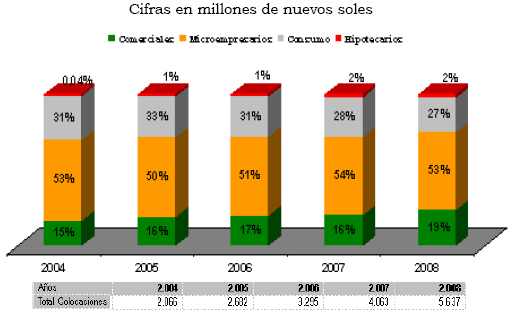 Cifras en millones de nuevos soles
Comerciales Microempresarios Consumo Hipotecarios
0.04% 1% 1% 2% 2%
31% 33% 31% 28% 27%
53% 50% 51% 54% 53%
15% 16% 17% 16% 19%
2004 2005 2006 2007 2008
Años 2.004 2.005 2.006 2.007 2.008
Total Colocaciones 2.066 2.682 3.295 4.063 5.637